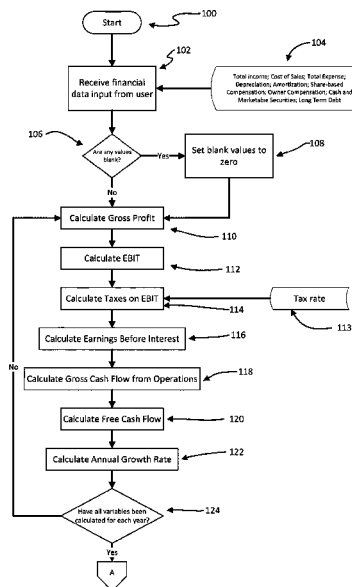 Start
100
102
104
Receive financial
data input from user
Total income; Cost of Sales; Total Expense;
Depreciation; Amortization; Share-based
Compensation; Owner Compensation; Cash and
Marketable Securities; Long Term Debt
106
Are any values
blank?
Yes
Set blank values to
zero
108
No
Calculate Gross Profit
110
Calculate EBIT
112
Calculate Taxes on EBIT
114
Tax rate
113
Calculate Earnings Before Interest
116
No
Calculate Gross Cash Flow from Operations
118
Calculate Free Cash Flow
120
Calculate Annual Growth Rate
122
Have all variables been
calculated for each year?
124
Yes
A